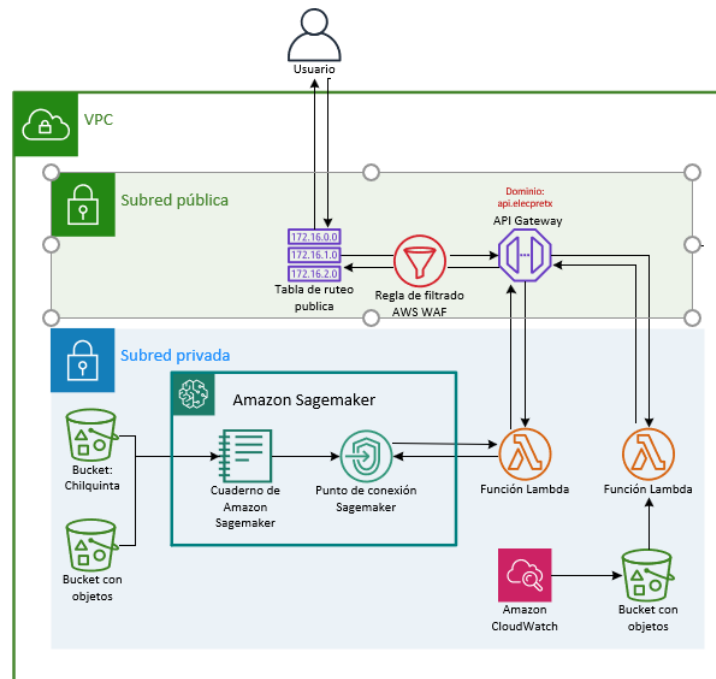 Usuario
VPC
Subred pública
Dominio:
api.elecpretx
API Gateway
172.16.0.0
172.16.1.0
172.16.2.0
Tabla de ruteo
publica
Regla de filtrado
AWS WAF
Subred privada
Amazon Sagemaker
Bucket:
Chilquinta
Cuaderno de
Amazon
Sagemaker
Punto de conexión
Sagemaker
Función Lambda
Función Lambda
Bucket con
objetos
Amazon
CloudWatch
Bucket con
objetos